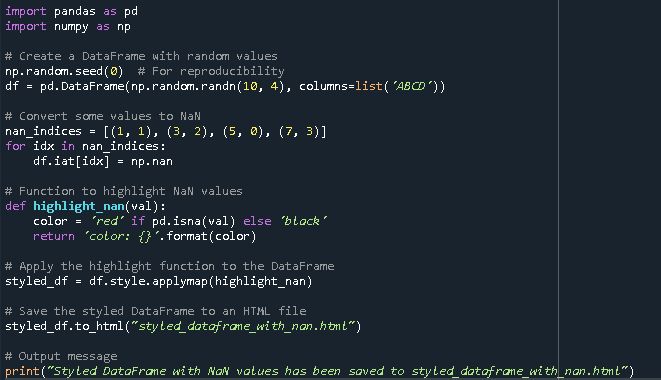 import pandas as pd
import numpy as np

# Create a DataFrame with random values
np.random.seed(0)  # For reproducibility
df = pd.DataFrame(np.random.randn(10, 4), columns=list('ABCD'))

# Convert some values to NaN
nan_indices = [(1, 1), (3, 2), (5, 0), (7, 3)]
for idx in nan_indices:
    df.iat[idx] = np.nan

# Function to highlight NaN values
def highlight_nan(val):
    color = 'red' if pd.isna(val) else 'black'
    return 'color: {}'.format(color)

# Apply the highlight function to the DataFrame
styled_df = df.style.applymap(highlight_nan)

# Save the styled DataFrame to an HTML file
styled_df.to_html("styled_dataframe_with_nan.html")

# Output message
print("Styled DataFrame with NaN values has been saved to styled_dataframe_with_nan.html")